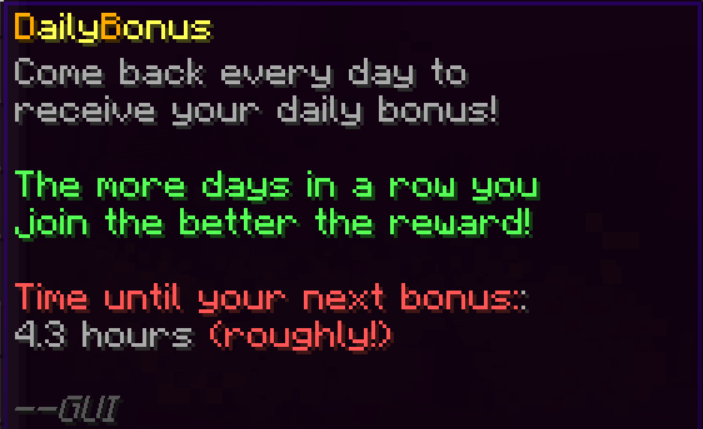 DailyBonus
Come back every day to
receive your daily bonus!
The more days in a row you
join the better the reward!
Time until your next bonus::
4.3 hours (roughly!)
--GUI